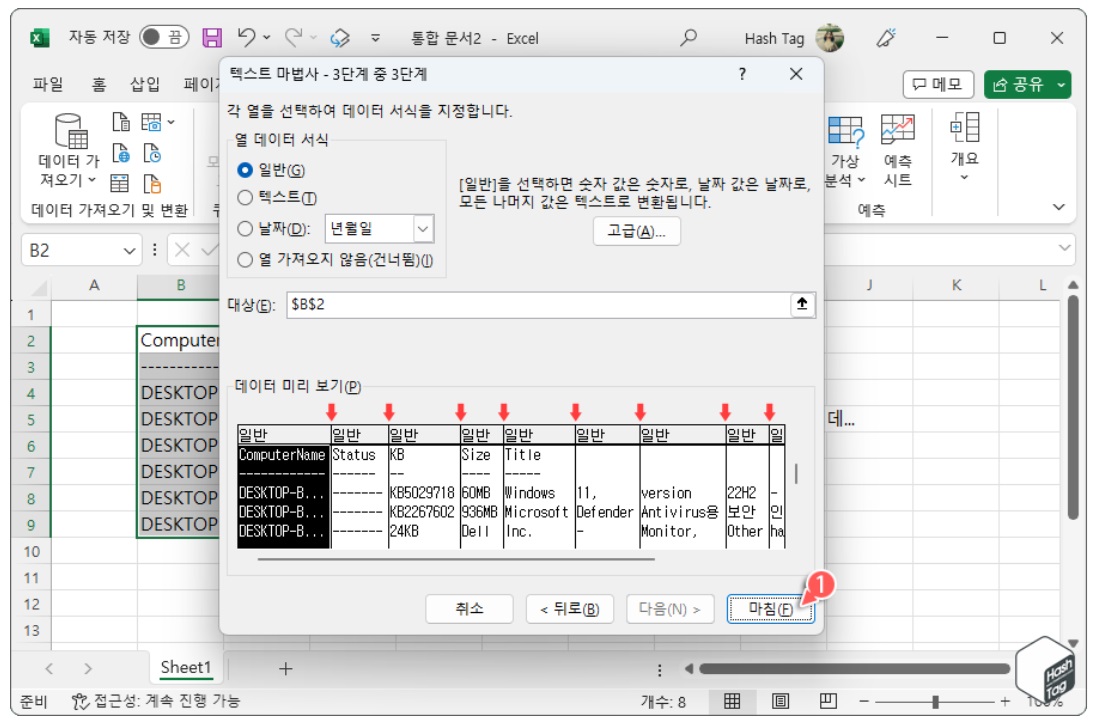 자동 저장 끔 통합 문서2 - Excel Hash Tag
파일 홈 삽입 메모 공유
텍스트 마법사 - 3단계 중 3단계 ? ×
각 열을 선택하여 데이터 서식을 지정합니다.
열 데이터 서식
일반(G)
텍스트(T)
날짜(D): 년월일
열 가져오지 않음(건너뜀)(I)
[일반]을 선택하면 숫자 값은 숫자로, 날짜 값은 날짜로,
모든 나머지 값은 텍스트로 변환됩니다.
고급(A)...
대상(E): $B$2
데이터 가
져오기
데이터 가져오기 및 변환
가상
분석
예측
시트
개요
예측
B2
A B J K L
1
2 Computer
3 -----------
4 DESKTOP
5 DESKTOP 데...
6 DESKTOP
7 DESKTOP
8 DESKTOP
9 DESKTOP
10
11
12
13
데이터 미리 보기(P)
일반 일반 일반 일반 일반 일반 일반 일반 일
ComputerName Status KB Size Title
------------ ------ -- ---- -----
DESKTOP-B... ------- KB5029718 60MB Windows 11, version 22H2 -
DESKTOP-B... ------- KB2267602 936MB Microsoft Defender Antivirus용 보안 인
DESKTOP-B... ------- 24KB Dell Inc. - Monitor, Other ha
취소 < 뒤로(B) 다음(N) > 마침(F) 1
Sheet1
준비 접근성: 계속 진행 가능 개수: 8
Hash
Tag